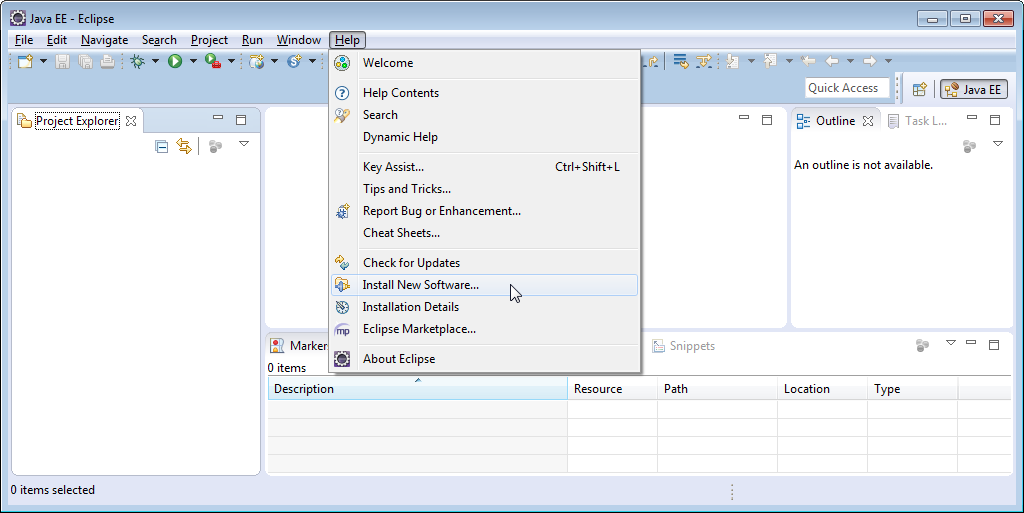 Java EE - Eclipse
File Edit Navigate Search Project Run Window Help
Quick Access
Java EE
Project Explorer
Welcome
Help Contents
Search
Dynamic Help
Key Assist... Ctrl+Shift+L
Tips and Tricks...
Report Bug or Enhancement...
Cheat Sheets...
Check for Updates
Install New Software...
Installation Details
mp Eclipse Marketplace...
About Eclipse
Outline Task L...
An outline is not available.
Marker Snippets
0 items
Description Resource Path Location Type
0 items selected